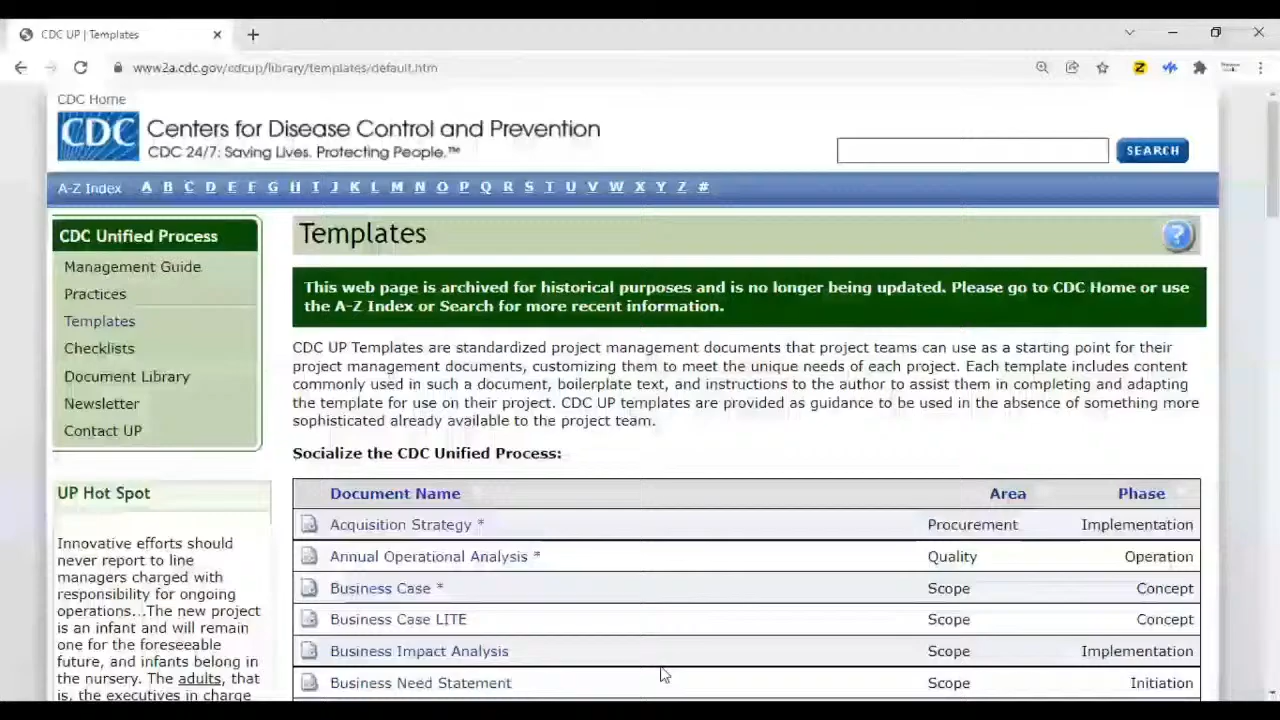 CDC UP | Templates
www2a.cdc.gov/cdcup/library/templates/default.htm
CDC Home
CDC Centers for Disease Control and Prevention
CDC 24/7: Saving Lives. Protecting People.™
SEARCH
A-Z Index A B C D E F G H I J K L M N O P Q R S T U V W X Y Z #
CDC Unified Process
Management Guide
Practices
Templates
Checklists
Document Library
Newsletter
Contact UP
UP Hot Spot
Innovative efforts should
never report to line
managers charged with
responsibility for ongoing
operations...The new project
is an infant and will remain
one for the foreseeable
future, and infants belong in
the nursery. The adults, that
is, the executives in charge
Templates
?
This web page is archived for historical purposes and is no longer being updated. Please go to CDC Home or use
the A-Z Index or Search for more recent information.
CDC UP Templates are standardized project management documents that project teams can use as a starting point for their
project management documents, customizing them to meet the unique needs of each project. Each template includes content
commonly used in such a document, boilerplate text, and instructions to the author to assist them in completing and adapting
the template for use on their project. CDC UP templates are provided as guidance to be used in the absence of something more
sophisticated already available to the project team.
Socialize the CDC Unified Process:
Document Name Area Phase
Acquisition Strategy * Procurement Implementation
Annual Operational Analysis * Quality Operation
Business Case * Scope Concept
Business Case LITE Scope Concept
Business Impact Analysis Scope Implementation
Business Need Statement Scope Initiation